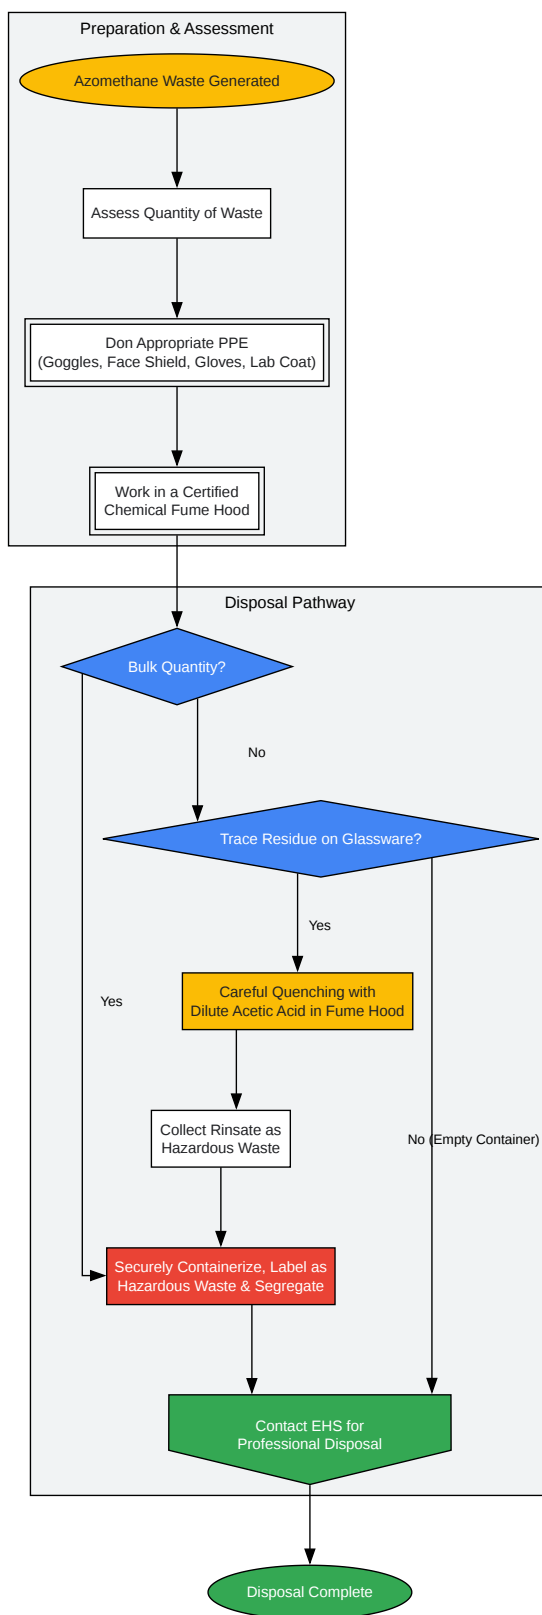 Preparation & Assessment
Azomethane Waste Generated
Assess Quantity of Waste
Don Appropriate PPE
(Goggles, Face Shield, Gloves, Lab Coat)
Work in a Certified
Chemical Fume Hood
Disposal Pathway
Bulk Quantity?
No
Trace Residue on Glassware?
Yes
Careful Quenching with
Dilute Acetic Acid in Fume Hood
Yes
Collect Rinsate as
Hazardous Waste
No (Empty Container)
Securely Containerize, Label as
Hazardous Waste & Segregate
Contact EHS for
Professional Disposal
Disposal Complete